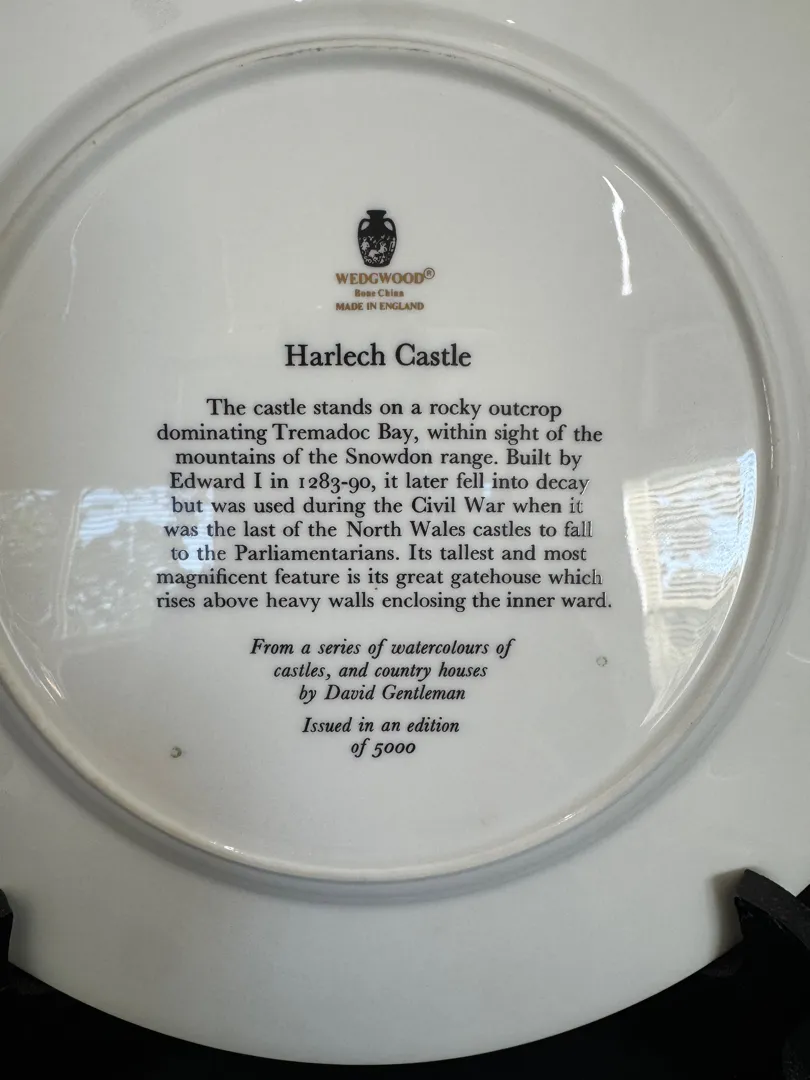 WEDGWOOD®
Bone China
MADE IN ENGLAND
Harlech Castle
The castle stands on a rocky outcrop
dominating Tremadoc Bay, within sight of the
mountains of the Snowdon range. Built by
Edward I in 1283-90, it later fell into decay
but was used during the Civil War when it
was the last of the North Wales castles to fall
to the Parliamentarians. Its tallest and most
magnificent feature is its great gatehouse which
rises above heavy walls enclosing the inner ward.
From a series of watercolours of
castles, and country houses
by David Gentleman
Issued in an edition
of 5000